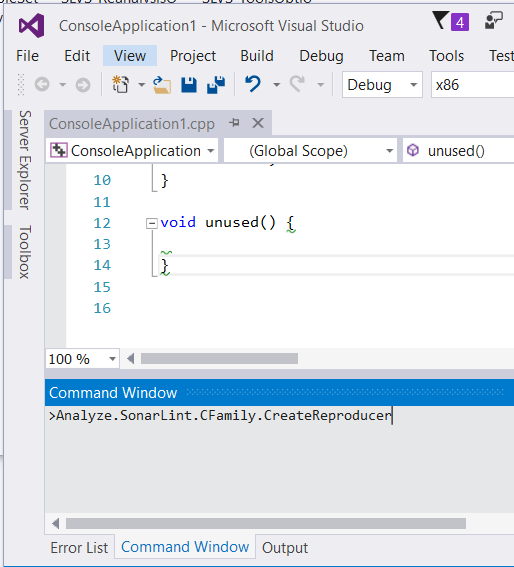 ConsoleApplication1 - Microsoft Visual Studio
4
File Edit View Build Debug Team Tools Test
Debug x86
Server Explorer
Toolbox
ConsoleApplication1.cpp
ConsoleApplication (Global Scope) unused()
10 }
11
12 void unused() {
13
14 }
15
16
100 %
Command Window
>Analyze.SonarLint.CFamily.CreateReproducer
Error List Command Window Output